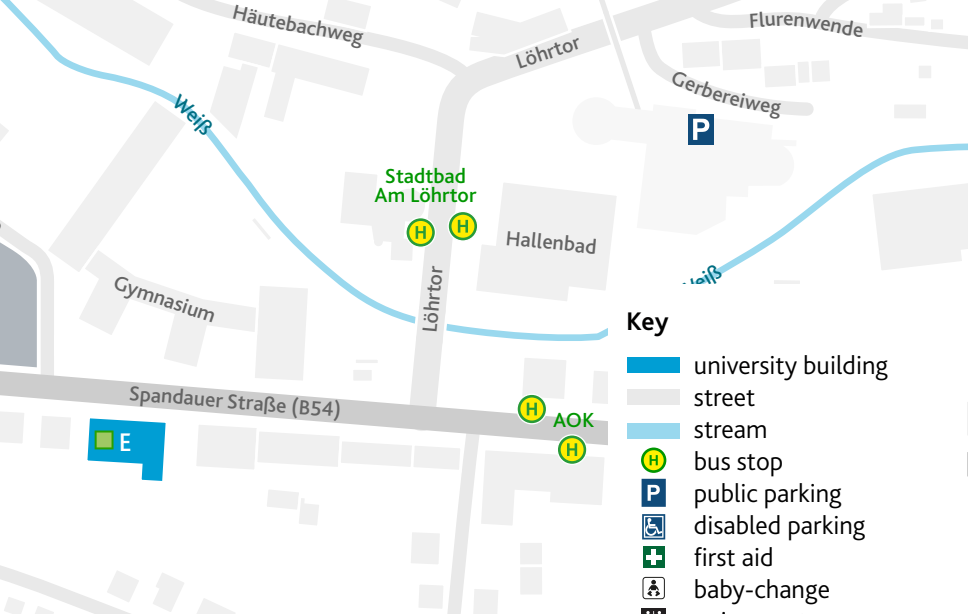 Häutebachweg
Flurenwende
Löhrtor
Gerbereiweg
Weiß
P
Stadtbad
Am Löhrtor
H
H
Hallenbad
Löhrtor
Gymnasium
Weiß
Spandauer Straße (B54)
H
AOK
H
E
Key
university building
street
stream
H bus stop
P public parking
disabled parking
first aid
baby-change